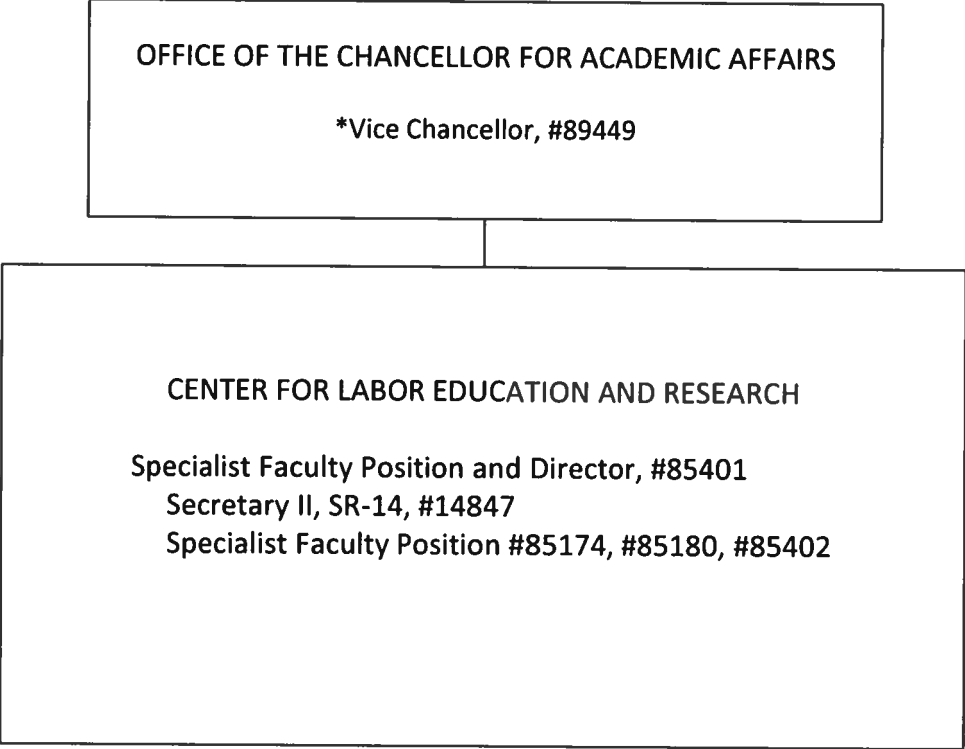 OFFICE OF THE CHANCELLOR FOR ACADEMIC AFFAIRS
*Vice Chancellor, #89449
CENTER FOR LABOR EDUCATION AND RESEARCH
Specialist Faculty Position and Director, #85401
Secretary II, SR-14, #14847
Specialist Faculty Position #85174, #85180, #85402